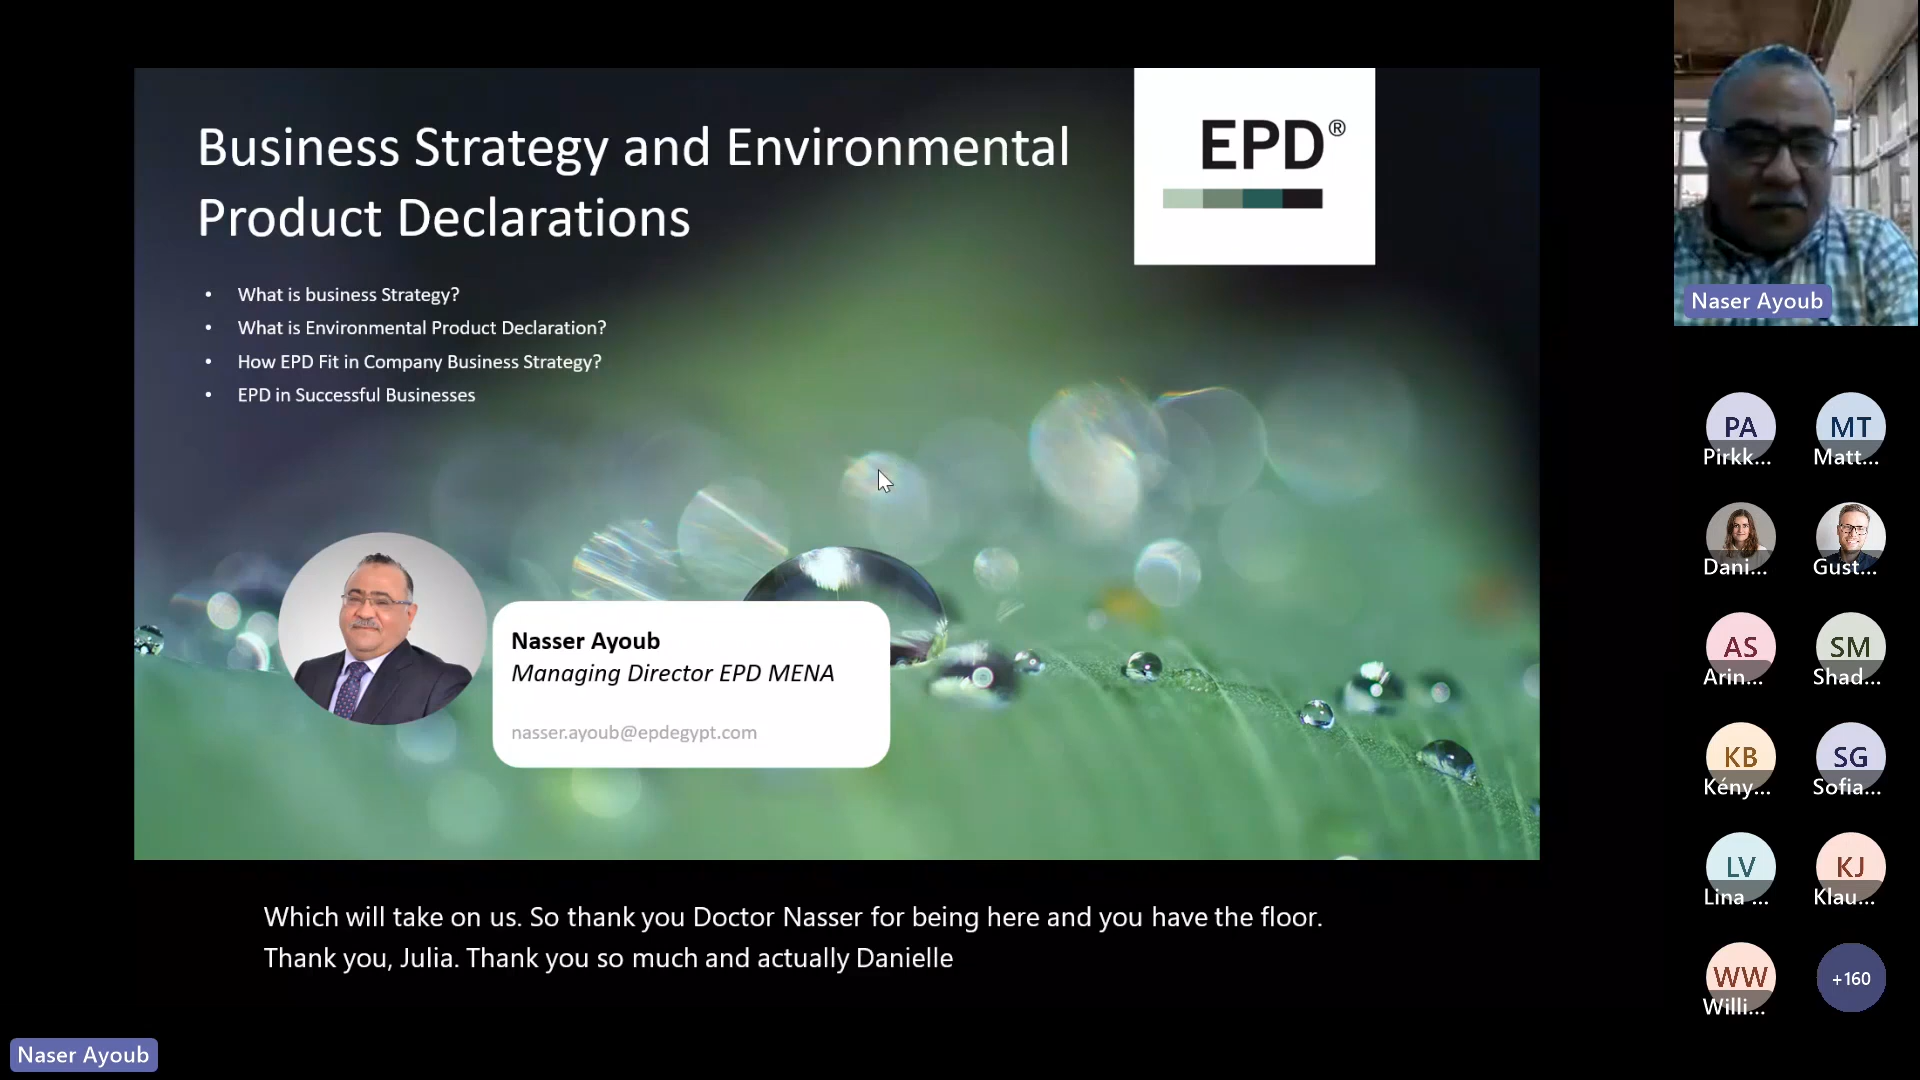 Business Strategy and Environmental
Product Declarations
EPD®
• What is business Strategy?
• What is Environmental Product Declaration?
• How EPD Fit in Company Business Strategy?
• EPD in Successful Businesses
Nasser Ayoub
Managing Director EPD MENA
nasser.ayoub@epdegypt.com
Which will take on us. So thank you Doctor Nasser for being here and you have the floor.
Thank you, Julia. Thank you so much and actually Danielle
Naser Ayoub
Naser Ayoub
PA
Pirkk...
MT
Matt...
Dani...
Gust...
AS
Arin...
SM
Shad...
KB
Kény...
SG
Sofia...
LV
Lina ...
KJ
Klau...
WW
Willi...
+160